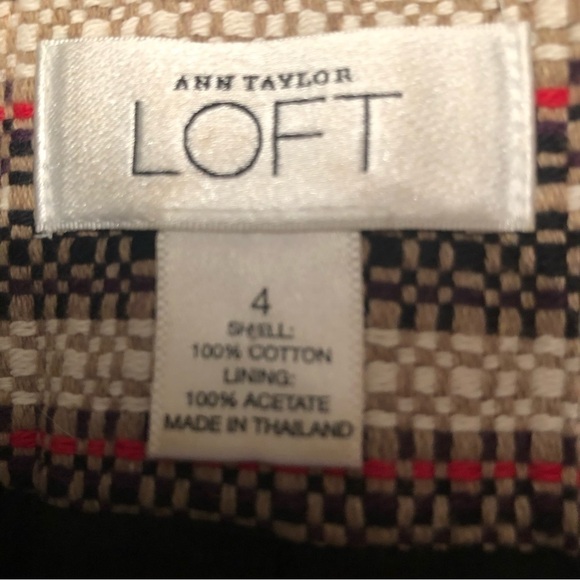 ANN TAYLOR
LOFT
4
SHELL:
100% COTTON
LINING:
100% ACETATE
MADE IN THAILAND